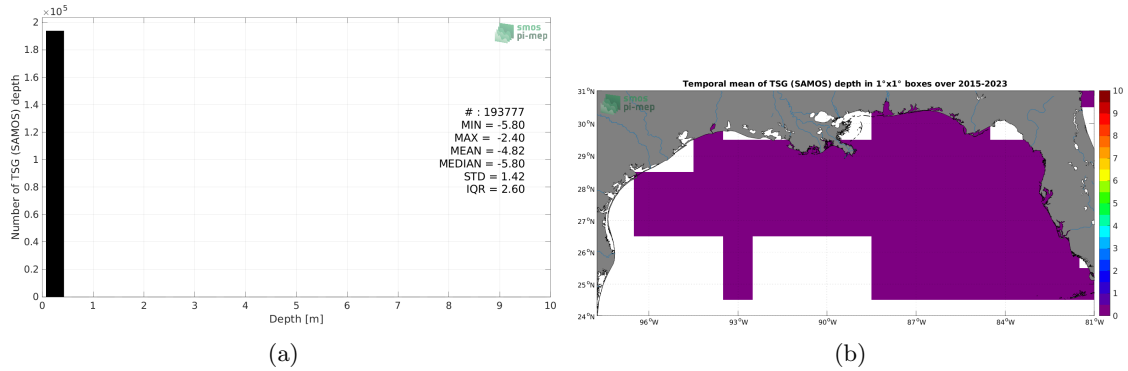 ×10⁵
2
1.8
1.6
1.4
1.2
1
0.8
0.6
0.4
0.2
0
Number of TSG (SAMOS) depth
smos
pi-mep
# : 193777
MIN = -5.80
MAX = -2.40
MEAN = -4.82
MEDIAN = -5.80
STD = 1.42
IQR = 2.60
0 1 2 3 4 5 6 7 8 9 10
Depth [m]
(a)
Temporal mean of TSG (SAMOS) depth in 1°x1° boxes over 2015-2023
smos
pi-mep
31°N
30°N
29°N
28°N
27°N
26°N
25°N
24°N
96°W 93°W 90°W 87°W 84°W 81°W
10
9
8
7
6
5
4
3
2
1
0
(b)